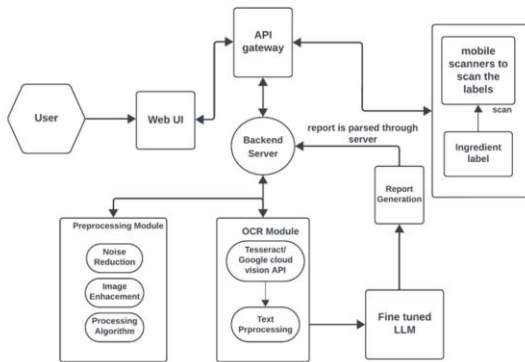 API
gateway
mobile
scanners to
scan the
labels
scan
Ingredient
label
User
Web UI
Backend
Server
report is parsed through
server
Report
Generation
Preprocessing Module
Noise
Reduction
Image
Enhacement
Processing
Algorithm
OCR Module
Tesseract/
Google cloud
vision API
Text
Prprocessing
Fine tuned
LLM